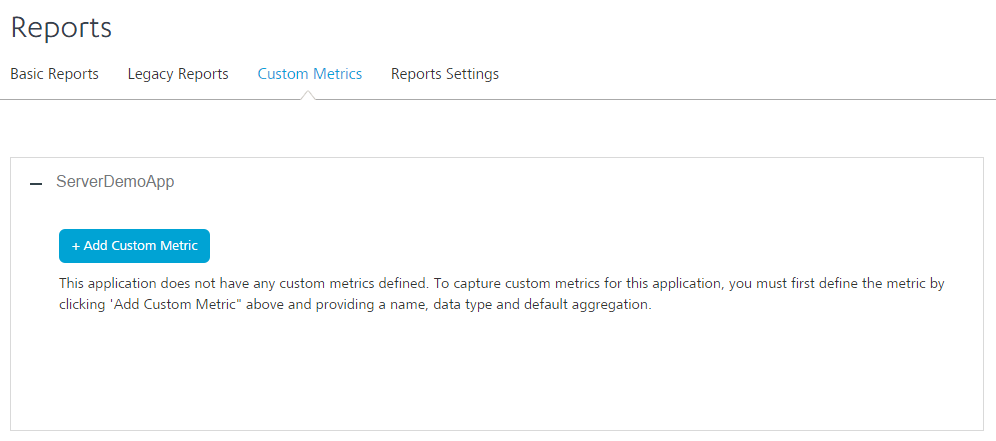 Reports
Basic Reports Legacy Reports Custom Metrics Reports Settings
ServerDemoApp
+ Add Custom Metric
This application does not have any custom metrics defined. To capture custom metrics for this application, you must first define the metric by
clicking 'Add Custom Metric" above and providing a name, data type and default aggregation.